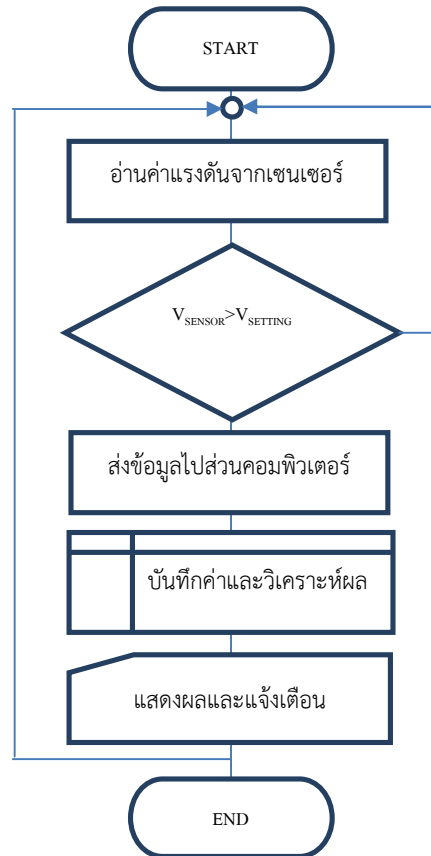 START
อ่านค่าแรงดันจากเซนเซอร์
V_SENSOR>V_SETTING
ส่งข้อมูลไปส่วนคอมพิวเตอร์
บันทึกค่าและวิเคราะห์ผล
แสดงผลและแจ้งเตือน
END